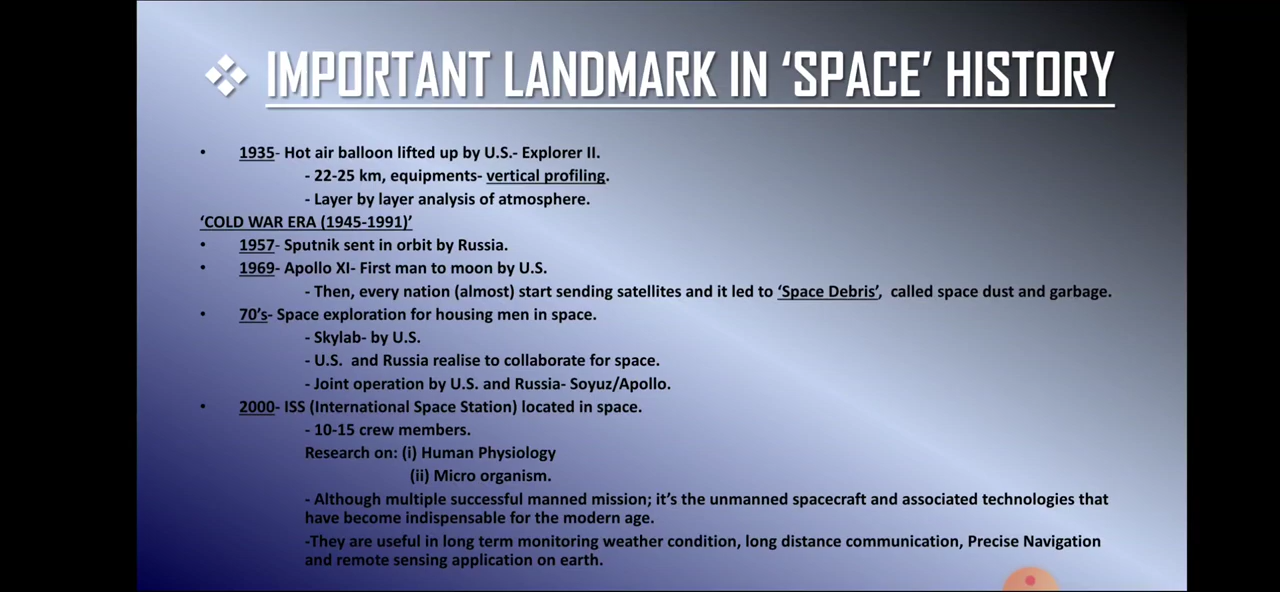 ❖ IMPORTANT LANDMARK IN ‘SPACE’ HISTORY
• 1935- Hot air balloon lifted up by U.S.- Explorer II.
- 22-25 km, equipments- vertical profiling.
- Layer by layer analysis of atmosphere.
‘COLD WAR ERA (1945-1991)’
• 1957- Sputnik sent in orbit by Russia.
• 1969- Apollo XI- First man to moon by U.S.
- Then, every nation (almost) start sending satellites and it led to ‘Space Debris’, called space dust and garbage.
• 70’s- Space exploration for housing men in space.
- Skylab- by U.S.
- U.S. and Russia realise to collaborate for space.
- Joint operation by U.S. and Russia- Soyuz/Apollo.
• 2000- ISS (International Space Station) located in space.
- 10-15 crew members.
Research on: (i) Human Physiology
(ii) Micro organism.
- Although multiple successful manned mission; it’s the unmanned spacecraft and associated technologies that
have become indispensable for the modern age.
-They are useful in long term monitoring weather condition, long distance communication, Precise Navigation
and remote sensing application on earth.